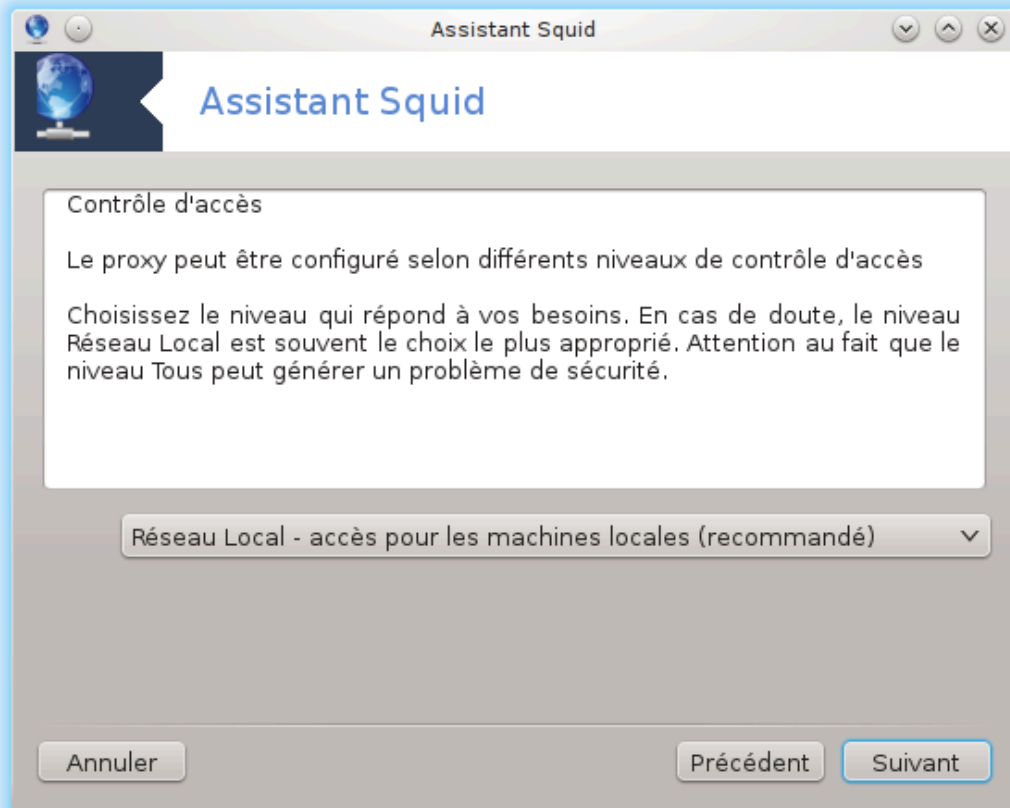 Assistant Squid
Assistant Squid
Contrôle d'accès
Le proxy peut être configuré selon différents niveaux de contrôle d'accès
Choisissez le niveau qui répond à vos besoins. En cas de doute, le niveau
Réseau Local est souvent le choix le plus approprié. Attention au fait que le
niveau Tous peut générer un problème de sécurité.
Réseau Local - accès pour les machines locales (recommandé)
Annuler
Précédent
Suivant